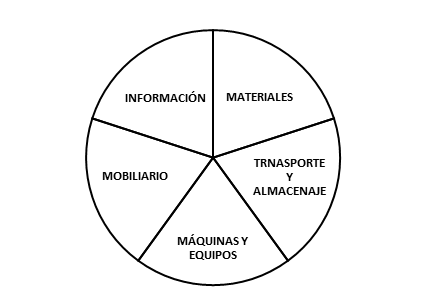 INFORMACIÓN
MATERIALES
TRNASPORTE
Y
ALMACENAJE
MÁQUINAS Y
EQUIPOS
MOBILIARIO